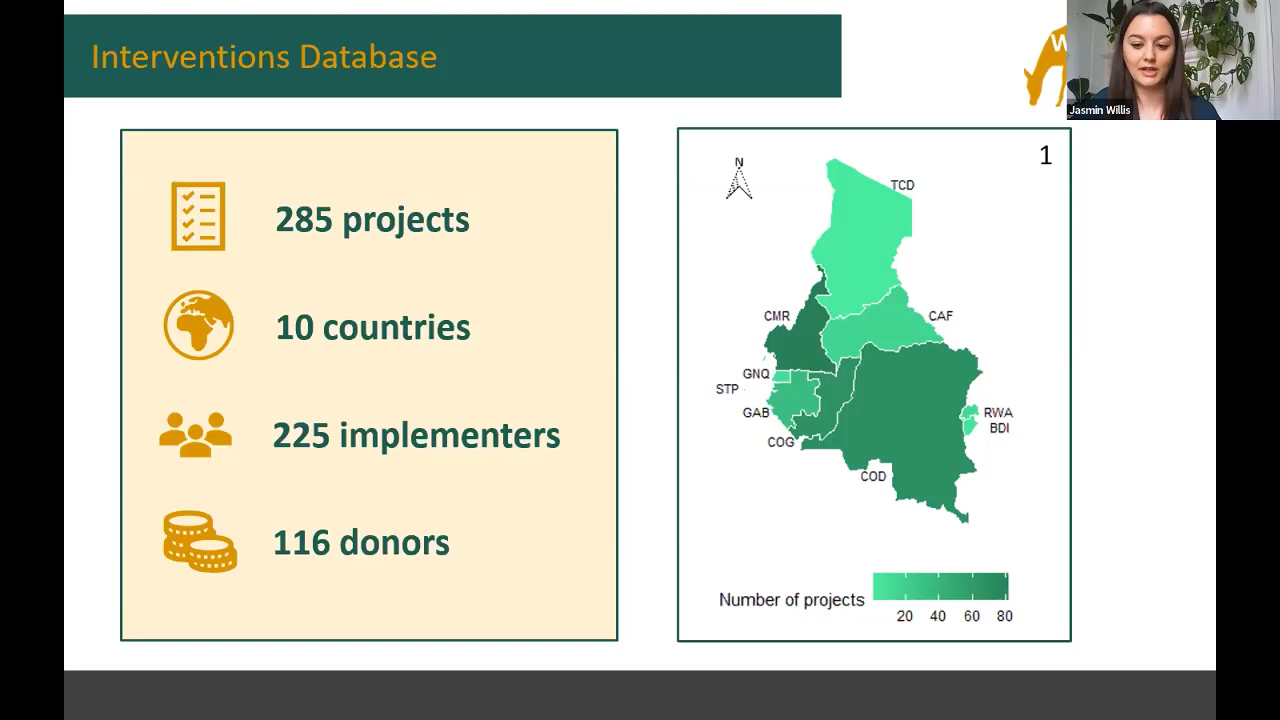 Interventions Database
W
Jasmin Willis
285 projects
10 countries
225 implementers
116 donors
1
N
TCD
CMR
CAF
GNQ
STP
GAB
RWA
BDI
COG
COD
Number of projects
20 40 60 80